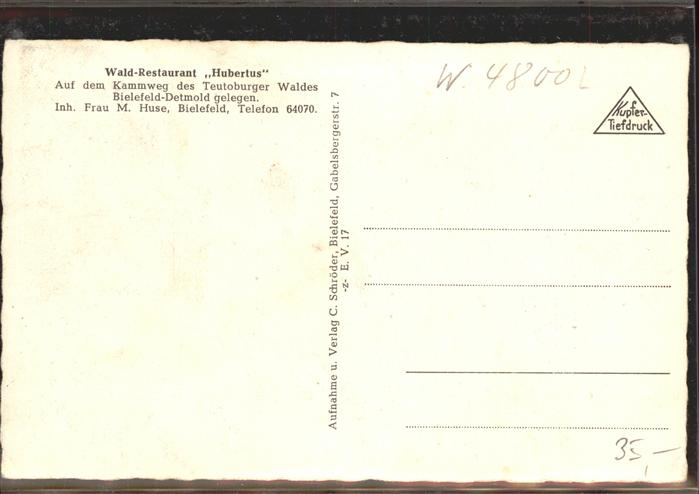 Wald-Restaurant „Hubertus"
Auf dem Kammweg des Teutoburger Waldes
Bielefeld-Detmold gelegen.
Inh. Frau M. Huse, Bielefeld, Telefon 64070.
Aufnahme u. Verlag C. Schröder, Bielefeld, Gabelsbergerstr. 7
-z- E. V. 17
W. 4800
Kupfer-
Tiefdruck
35,-